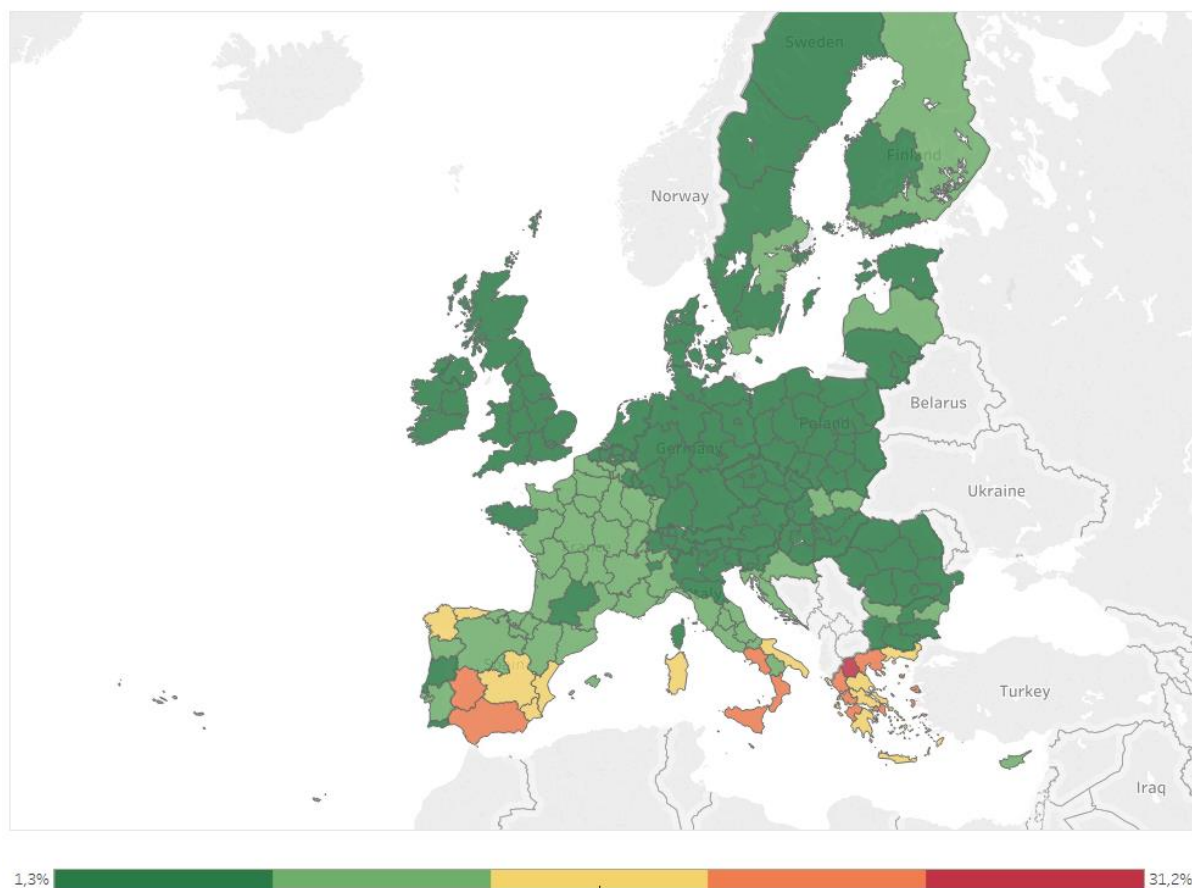 Sweden
Finland
Norway
Belarus
Poland
Germany
Ukraine
Turkey
Iraq
1,3%
31,2%